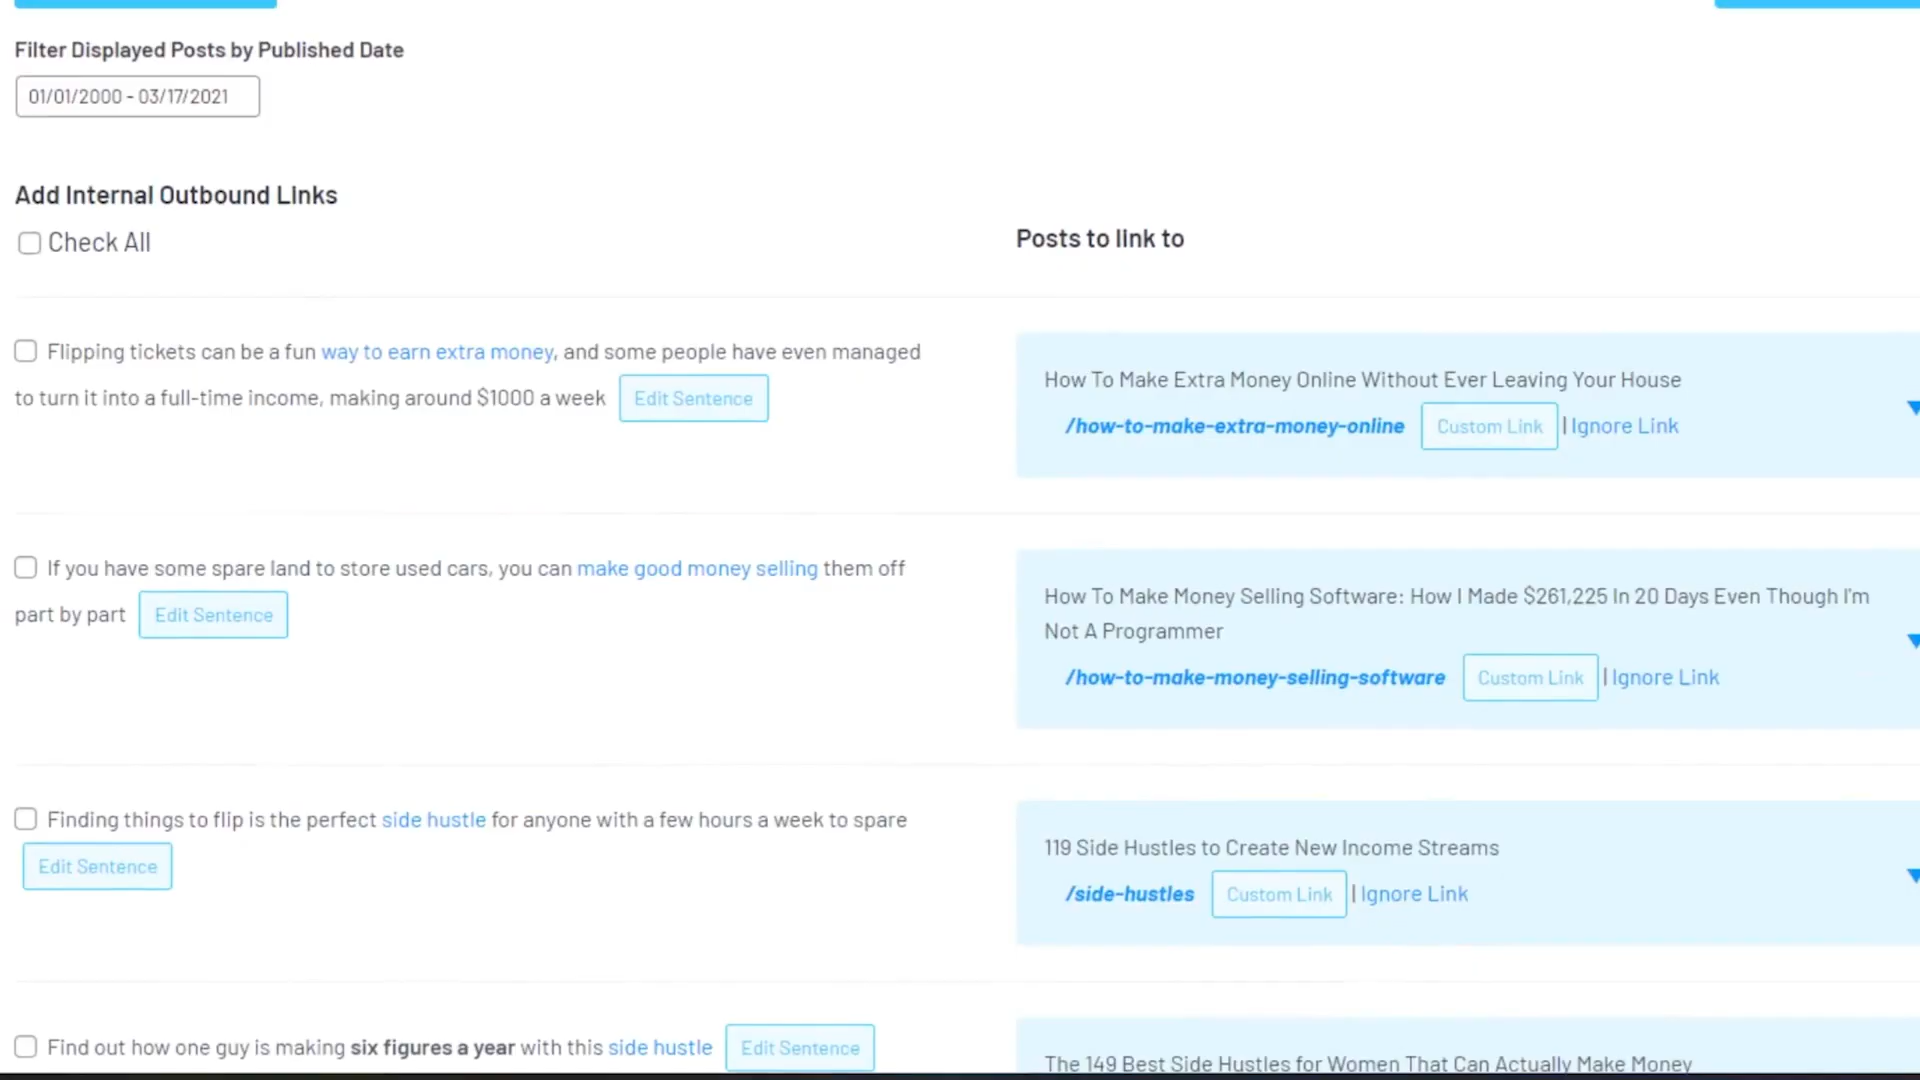 Filter Displayed Posts by Published Date
01/01/2000 - 03/17/2021
Add Internal Outbound Links
Check All
Posts to link to
Flipping tickets can be a fun way to earn extra money, and some people have even managed
to turn it into a full-time income, making around $1000 a week Edit Sentence
How To Make Extra Money Online Without Ever Leaving Your House
/how-to-make-extra-money-online Custom Link | Ignore Link
If you have some spare land to store used cars, you can make good money selling them off
part by part Edit Sentence
How To Make Money Selling Software: How I Made $261,225 In 20 Days Even Though I'm
Not A Programmer
/how-to-make-money-selling-software Custom Link | Ignore Link
Finding things to flip is the perfect side hustle for anyone with a few hours a week to spare
Edit Sentence
119 Side Hustles to Create New Income Streams
/side-hustles Custom Link | Ignore Link
Find out how one guy is making six figures a year with this side hustle Edit Sentence
The 149 Best Side Hustles for Women That Can Actually Make Money